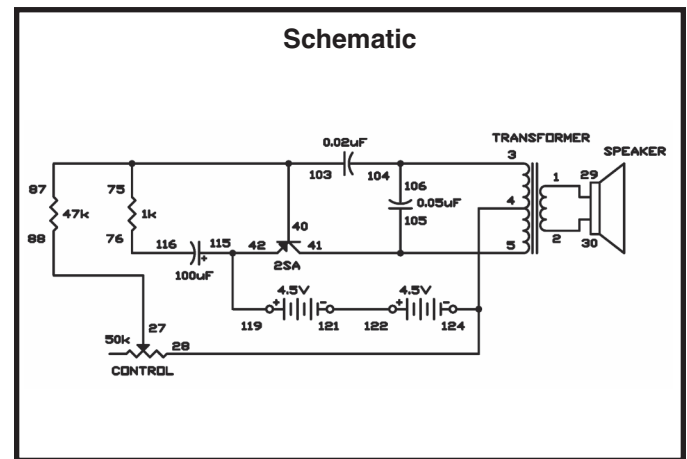 Schematic
TRANSFORMER
SPEAKER
0.02uF
103 104
3
87 75
47k 1k
88 76
106
0.05uF
105
4
1 29
2 30
5
40
116 115 42 41
100uF +
2SA
4.5V 4.5V
+ - + -
119 121 122 124
50k 27
28
CONTROL